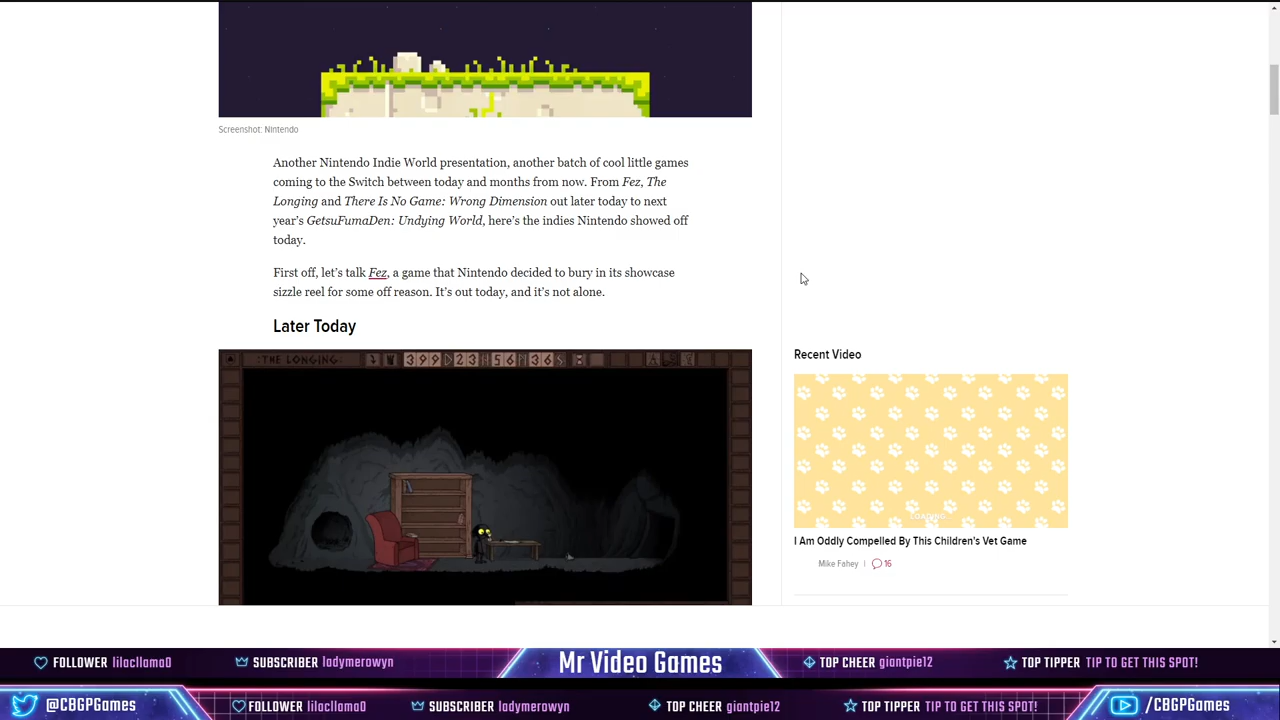 Screenshot: Nintendo
Another Nintendo Indie World presentation, another batch of cool little games
coming to the Switch between today and months from now. From Fez, The
Longing and There Is No Game: Wrong Dimension out later today to next
year's GetsuFumaDen: Undying World, here's the indies Nintendo showed off
today.
First off, let's talk Fez, a game that Nintendo decided to bury in its showcase
sizzle reel for some off reason. It's out today, and it's not alone.
Later Today
:THE LONGING:
399 23 56 36
Recent Video
LOADING
I Am Oddly Compelled By This Children's Vet Game
Mike Fahey | 16
FOLLOWER lilacllama0
SUBSCRIBER ladymerowyn
Mr Video Games
TOP CHEER giantpie12
TOP TIPPER TIP TO GET THIS SPOT!
@CBGPGames
FOLLOWER lilacllama0
SUBSCRIBER ladymerowyn
TOP CHEER giantpie12
TOP TIPPER TIP TO GET THIS SPOT!
/CBGPGames